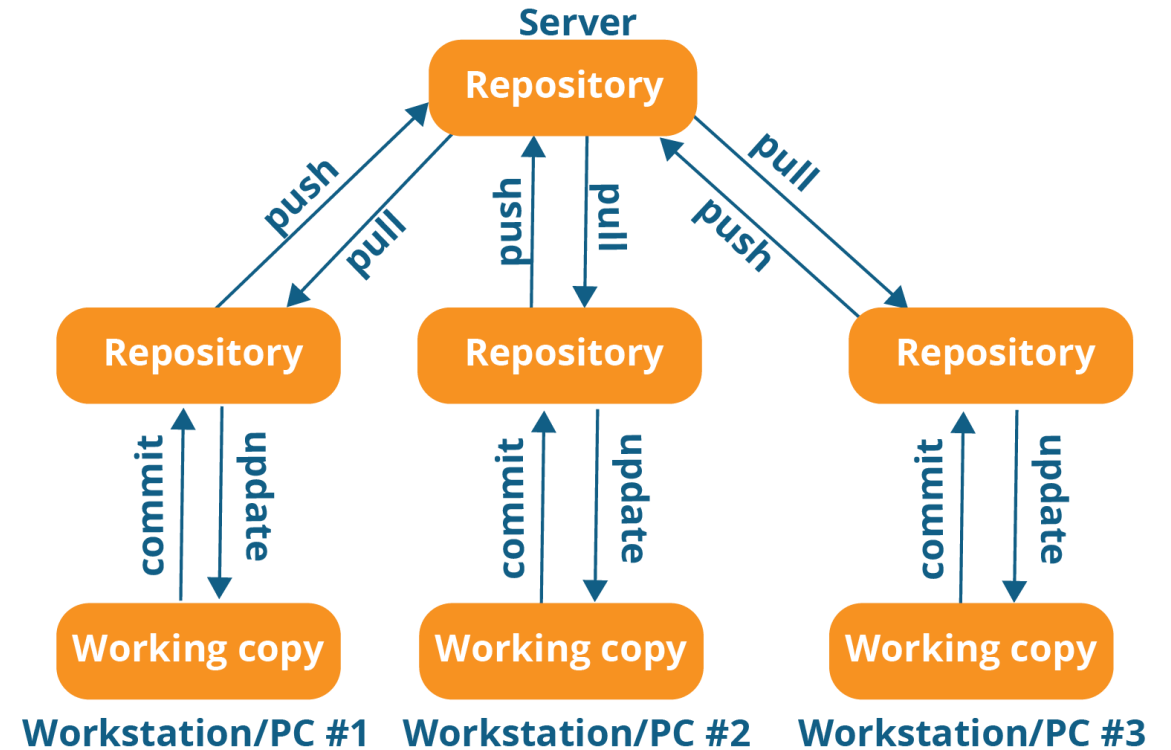 Server
Repository
push
pull
push
pull
push
pull
Repository
Repository
Repository
commit
update
commit
update
commit
update
Working copy
Working copy
Working copy
Workstation/PC #1
Workstation/PC #2
Workstation/PC #3